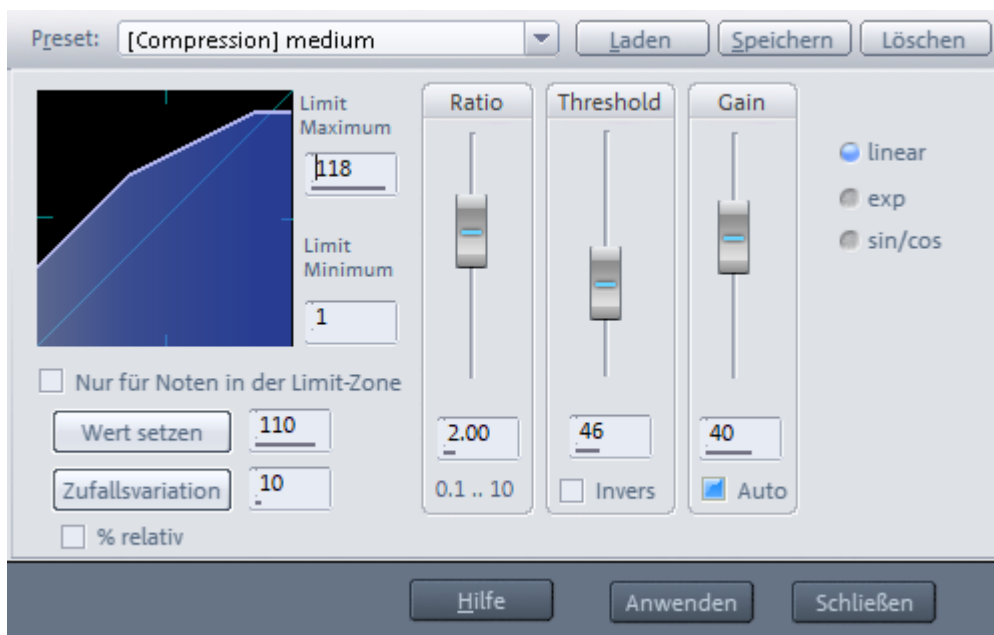 Preset: [Compression] medium Laden Speichern Löschen
Limit Maximum
118
Limit Minimum
1
Nur für Noten in der Limit-Zone
Wert setzen 110
Zufallsvariation 10
% relativ
Ratio
2.00
0.1 .. 10
Threshold
46
Invers
Gain
40
Auto
linear
exp
sin/cos
Hilfe Anwenden Schließen